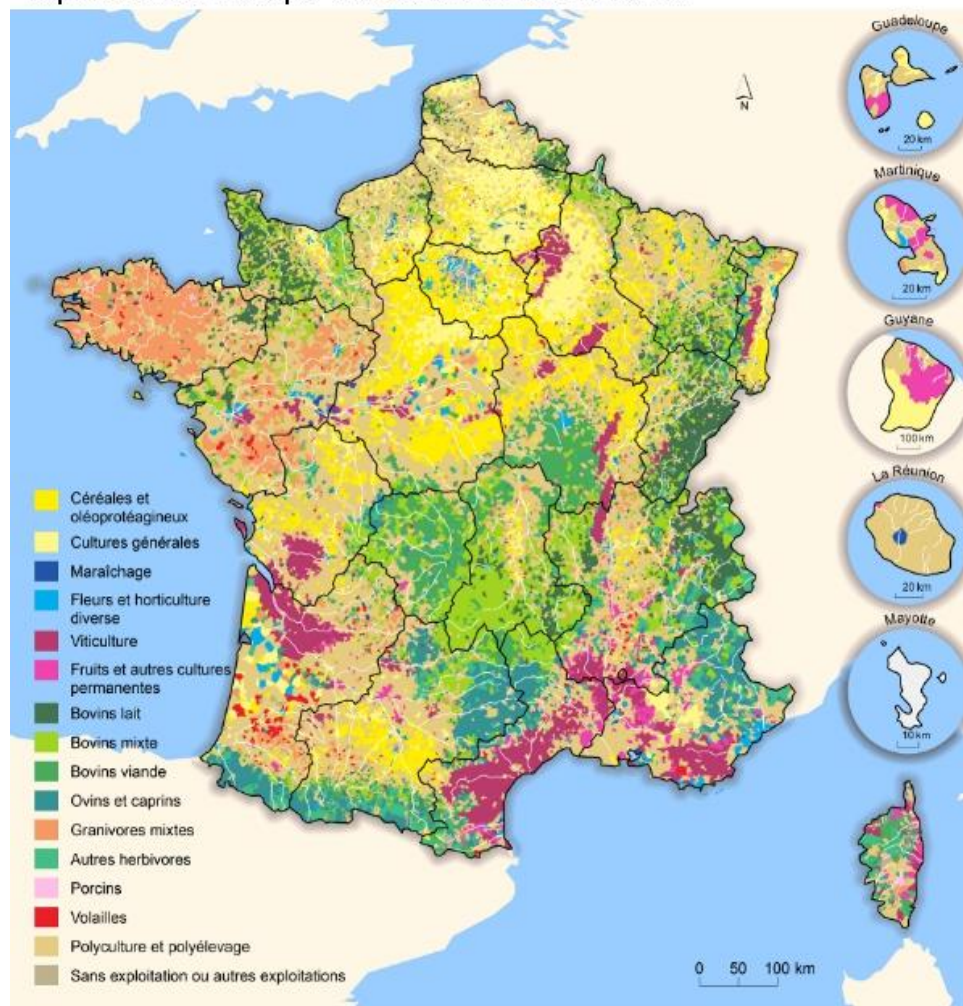 N
Guadeloupe
20 km
Martinique
20 km
Guyane
100 km
La Réunion
20 km
Mayotte
10 km
Céréales et
oléoprotéagineux
Cultures générales
Maraîchage
Fleurs et horticulture
diverse
Viticulture
Fruits et autres cultures
permanentes
Bovins lait
Bovins mixte
Bovins viande
Ovins et caprins
Granivores mixtes
Autres herbivores
Porcins
Volailles
Polyculture et polyélevage
Sans exploitation ou autres exploitations
0 50 100 km